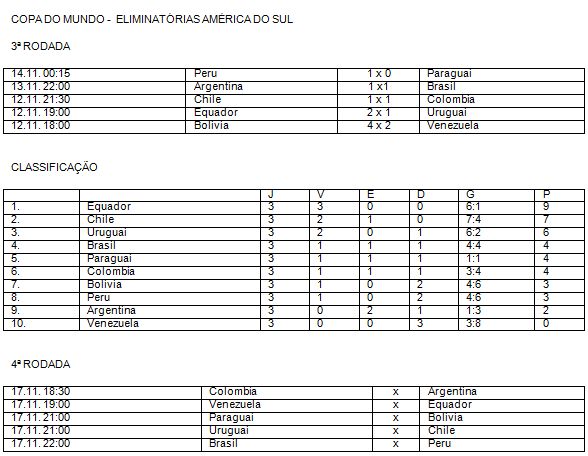 COPA DO MUNDO - ELIMINATÓRIAS AMÉRICA DO SUL
3ª RODADA
14.11. 00:15 Peru 1 x 0 Paraguai
13.11. 22:00 Argentina 1 x1 Brasil
12.11. 21:30 Chile 1 x 1 Colombia
12.11. 19:00 Equador 2 x 1 Uruguai
12.11. 18:00 Bolivia 4 x 2 Venezuela
CLASSIFICAÇÃO
J V E D G P
1. Equador 3 3 0 0 6:1 9
2. Chile 3 2 1 0 7:4 7
3. Uruguai 3 2 0 1 6:2 6
4. Brasil 3 1 1 1 4:4 4
5. Paraguai 3 1 1 1 1:1 4
6. Colombia 3 1 1 1 3:4 4
7. Bolivia 3 1 0 2 4:6 3
8. Peru 3 1 0 2 4:6 3
9. Argentina 3 0 2 1 1:3 2
10. Venezuela 3 0 0 3 3:8 0
4ª RODADA
17.11. 18:30 Colombia x Argentina
17.11. 19:00 Venezuela x Equador
17.11. 21:00 Paraguai x Bolivia
17.11. 21:00 Uruguai x Chile
17.11. 22:00 Brasil x Peru